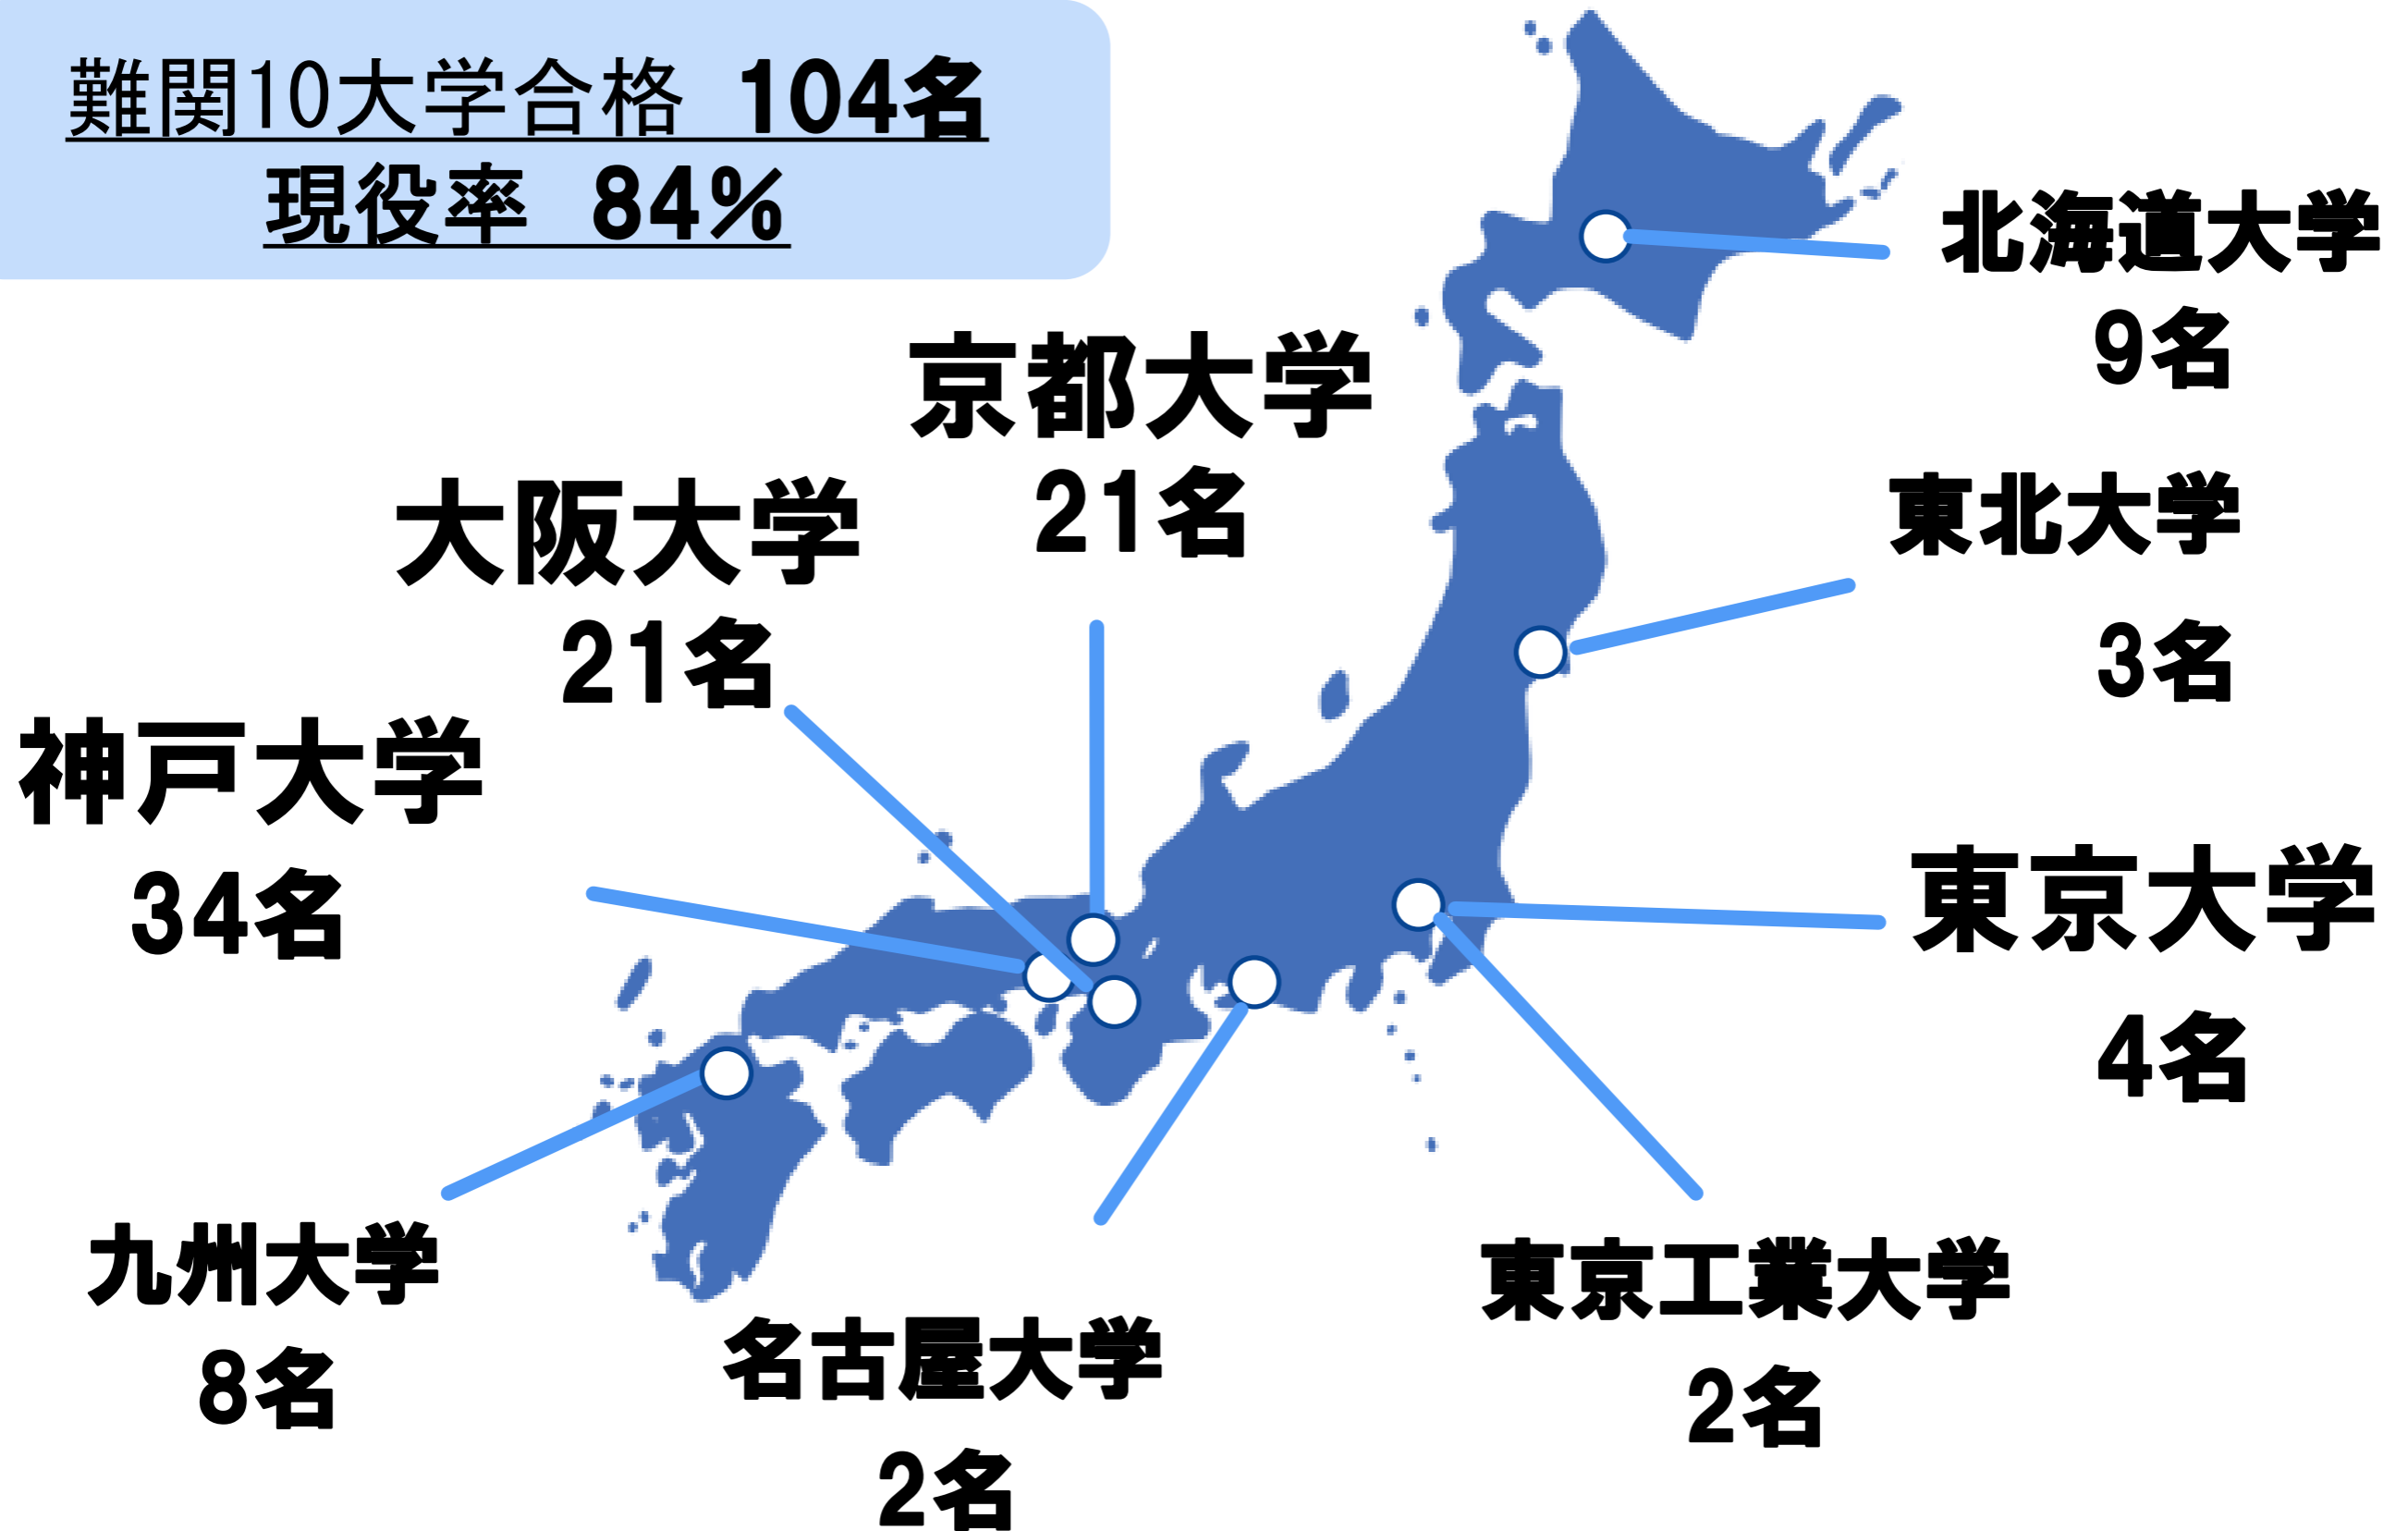 難関10大学合格 104名
現役率 84%
北海道大学
9名
京都大学
21名
東北大学
3名
大阪大学
21名
神戸大学
34名
東京大学
4名
九州大学
8名
名古屋大学
2名
東京工業大学
2名